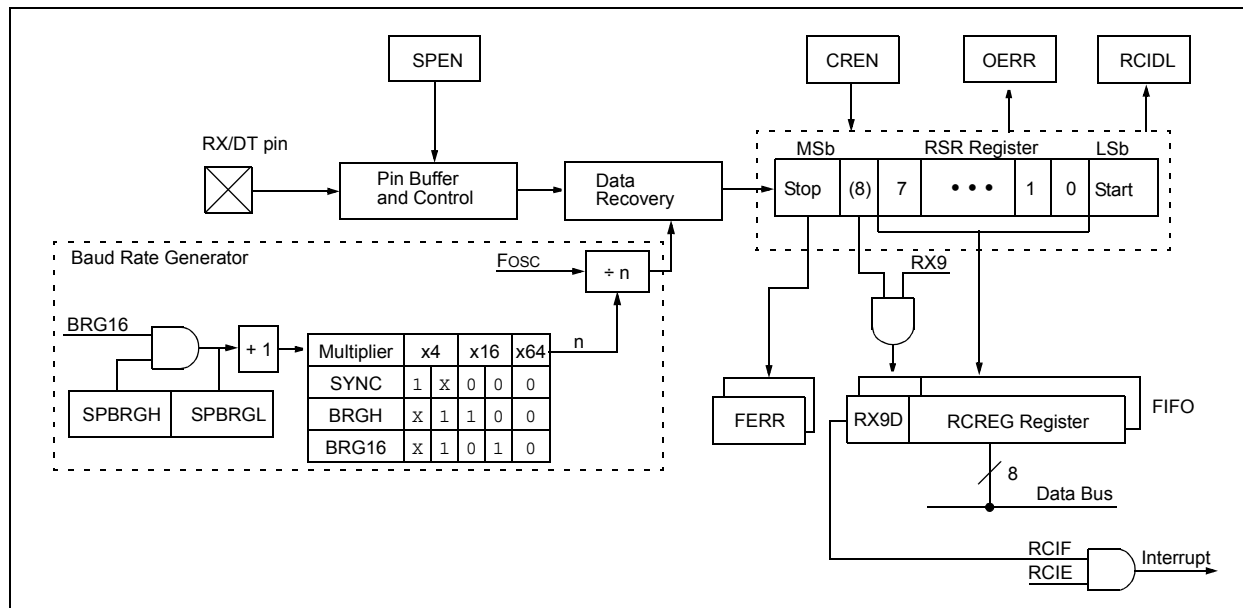 SPEN
CREN
OERR
RCIDL
RX/DT pin
Pin Buffer
and Control
Data
Recovery
MSb
RSR Register
LSb
Stop
(8)
7
• • •
1
0
Start
Baud Rate Generator
FOSC
÷ n
RX9
BRG16
+ 1
n
Multiplier x4 x16 x64
SYNC 1 X 0 0 0
BRGH X 1 1 0 0
BRG16 X 1 0 1 0
SPBRGH
SPBRGL
FERR
RX9D
RCREG Register
FIFO
8
Data Bus
RCIF
RCIE
Interrupt